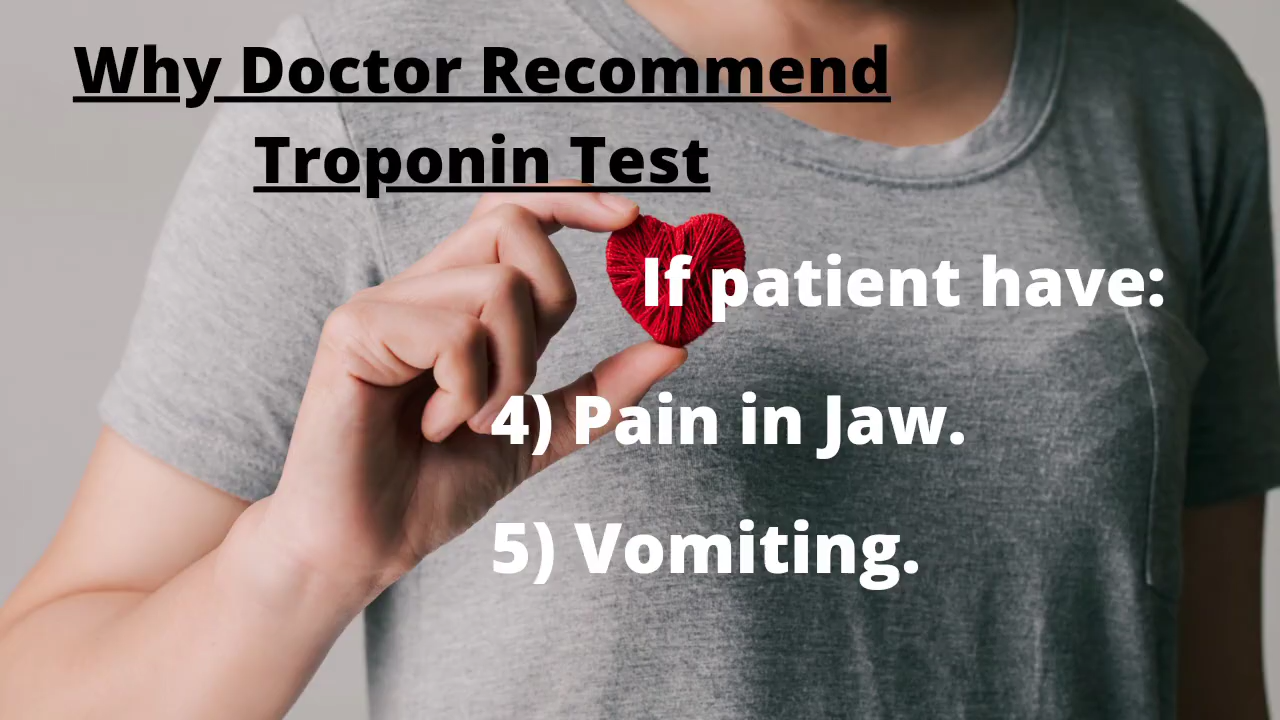 Why Doctor Recommend
Troponin Test
If patient have:
4) Pain in Jaw.
5) Vomiting.